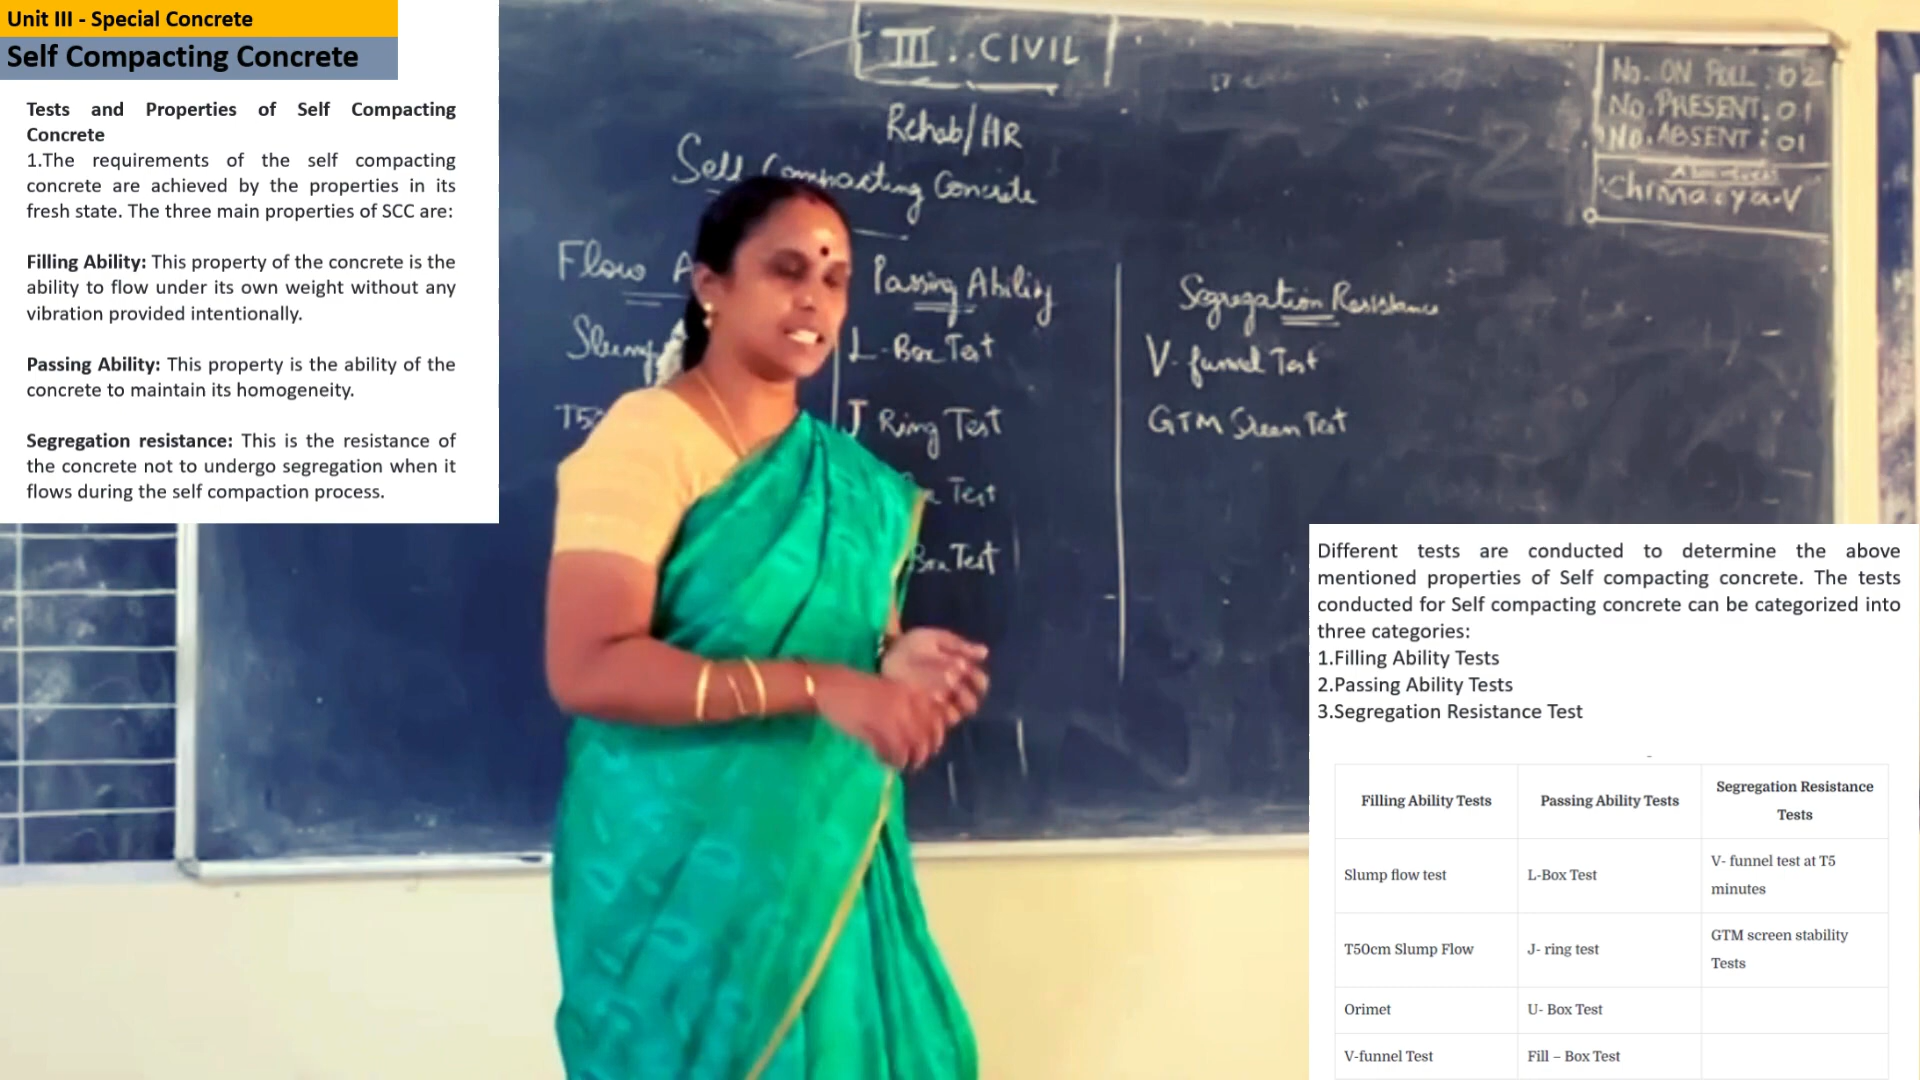 Unit III - Special Concrete
Self Compacting Concrete
Tests and Properties of Self Compacting
Concrete
1.The requirements of the self compacting
concrete are achieved by the properties in its
fresh state. The three main properties of SCC are:
Filling Ability: This property of the concrete is the
ability to flow under its own weight without any
vibration provided intentionally.
Passing Ability: This property is the ability of the
concrete to maintain its homogeneity.
Segregation resistance: This is the resistance of
the concrete not to undergo segregation when it
flows during the self compaction process.
III .. CIVIL
Rehab/HR
Self Compacting Concrete
No. ON ROLL : 02
No. PRESENT. 01
No. ABSENT : 01
Chinmaya.V
Flow A
Passing Ability
Segregation Resistance
Slump
L-Box Test
V-funnel Test
T50
J Ring Test
GTM Screen Test
Test
Box Test
Different tests are conducted to determine the above
mentioned properties of Self compacting concrete. The tests
conducted for Self compacting concrete can be categorized into
three categories:
1.Filling Ability Tests
2.Passing Ability Tests
3.Segregation Resistance Test
Filling Ability Tests Passing Ability Tests Segregation Resistance
Tests
Slump flow test L-Box Test V- funnel test at T5
minutes
T50cm Slump Flow J- ring test GTM screen stability
Tests
Orimet U- Box Test
V-funnel Test Fill – Box Test